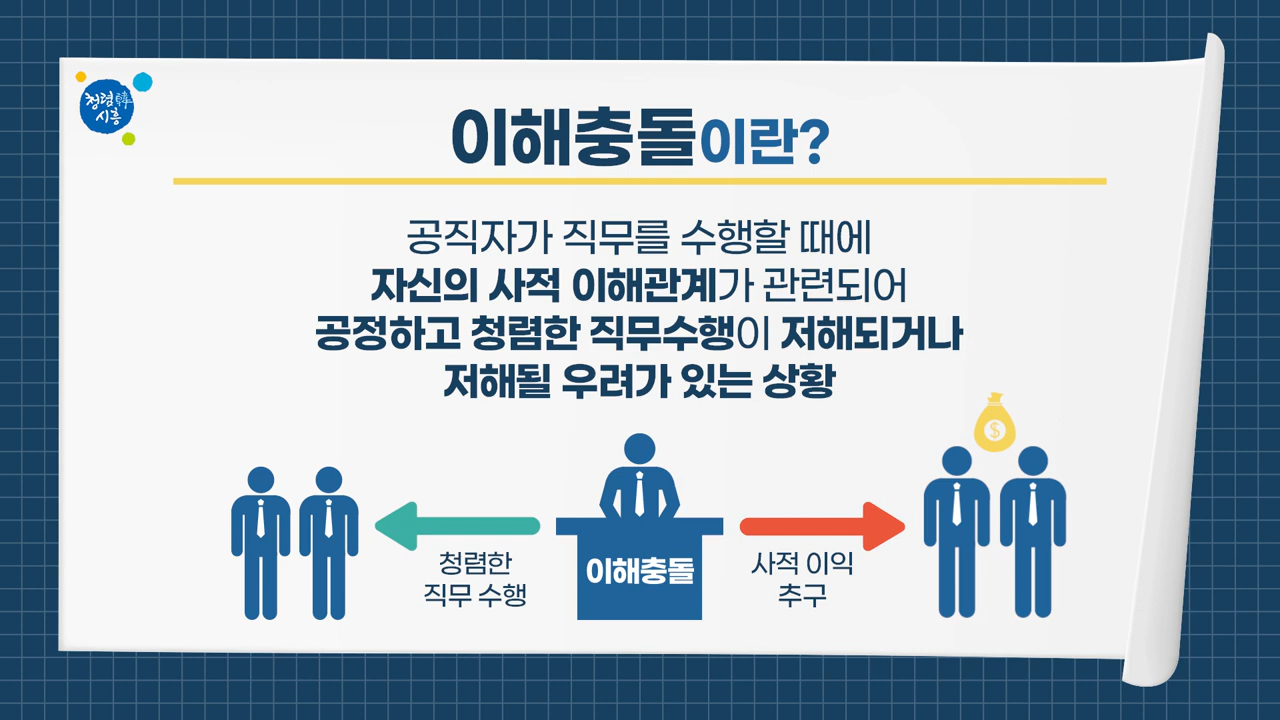 청렴韓
시흥
이해충돌이란?
공직자가 직무를 수행할 때에
자신의 사적 이해관계가 관련되어
공정하고 청렴한 직무수행이 저해되거나
저해될 우려가 있는 상황
$
청렴한
직무 수행
이해충돌
사적 이익
추구